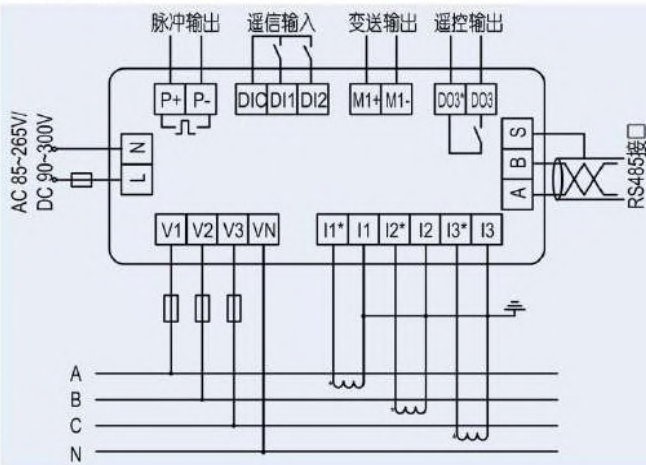 脉冲输出 遥信输入 变送输出 遥控输出
P+ P- DIC DI1 DI2 M1+ M1- DO3* DO3
AC 85~265V/
DC 90~300V
N
L
S
B
A
RS485接口
V1 V2 V3 VN I1* I1 I2* I2 I3* I3
A
B
C
N